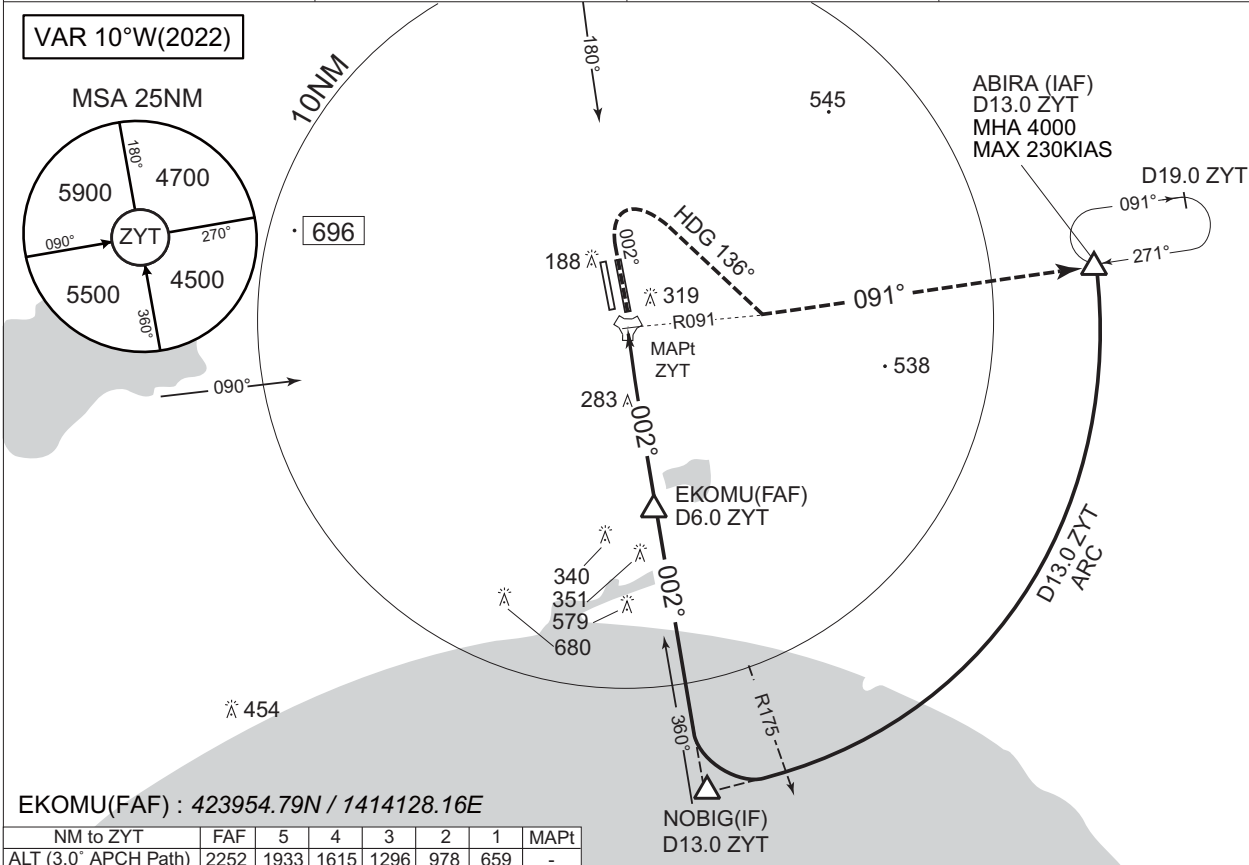 VAR 10°W(2022)
MSA 25NM
180°
5900
4700
ZYT
090°
270°
5500
4500
360°
10NM
180°
545
ABIRA (IAF)
D13.0 ZYT
MHA 4000
MAX 230KIAS
D19.0 ZYT
091°
271°
696
HDG 136°
002°
188
319
R091
091°
MAPt
ZYT
538
090°
283
002°
EKOMU(FAF)
D6.0 ZYT
340
351
579
680
002°
D13.0 ZYT
ARC
454
360°
R175
NOBIG(IF)
D13.0 ZYT
EKOMU(FAF) : 423954.79N / 1414128.16E
NM to ZYT FAF 5 4 3 2 1 MAPt
ALT (3.0° APCH Path) 2252 1933 1615 1296 978 659 -